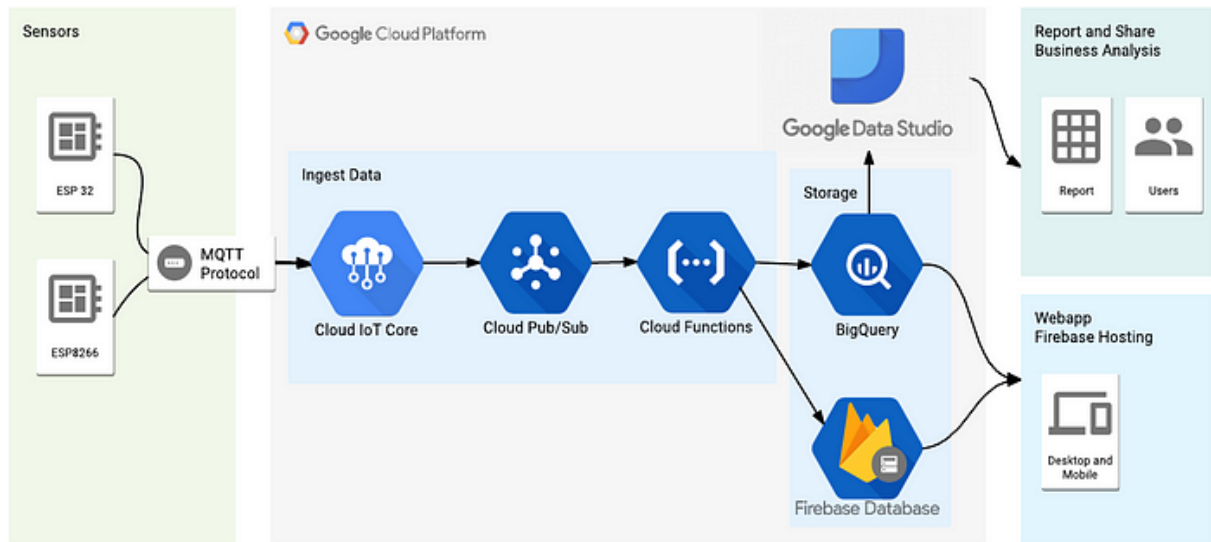 Sensors
ESP 32
ESP8266
MQTT
Protocol
Google Cloud Platform
Ingest Data
Cloud IoT Core
Cloud Pub/Sub
Cloud Functions
Google Data Studio
Storage
BigQuery
Firebase Database
Report and Share
Business Analysis
Report
Users
Webapp
Firebase Hosting
Desktop and
Mobile